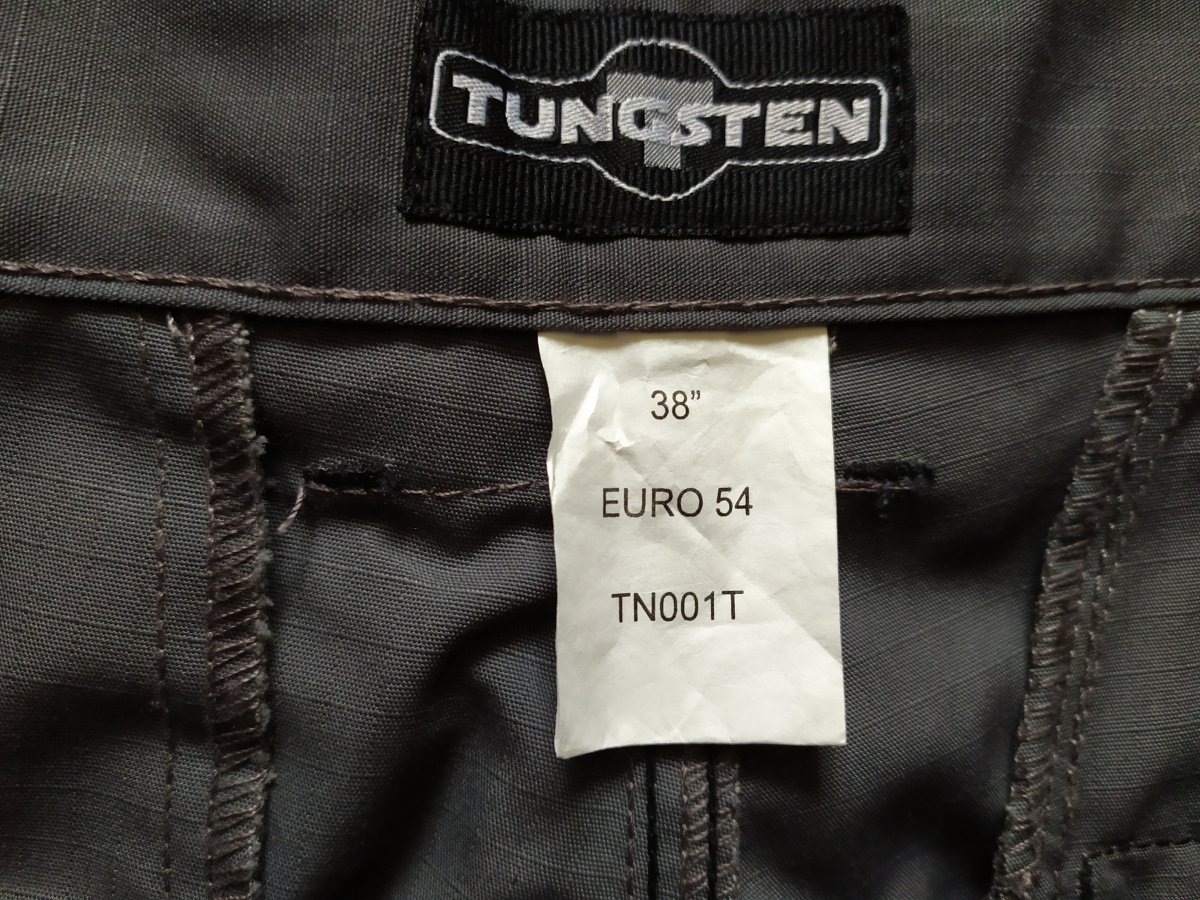 TUNGSTEN
38”
EURO 54
TN001T